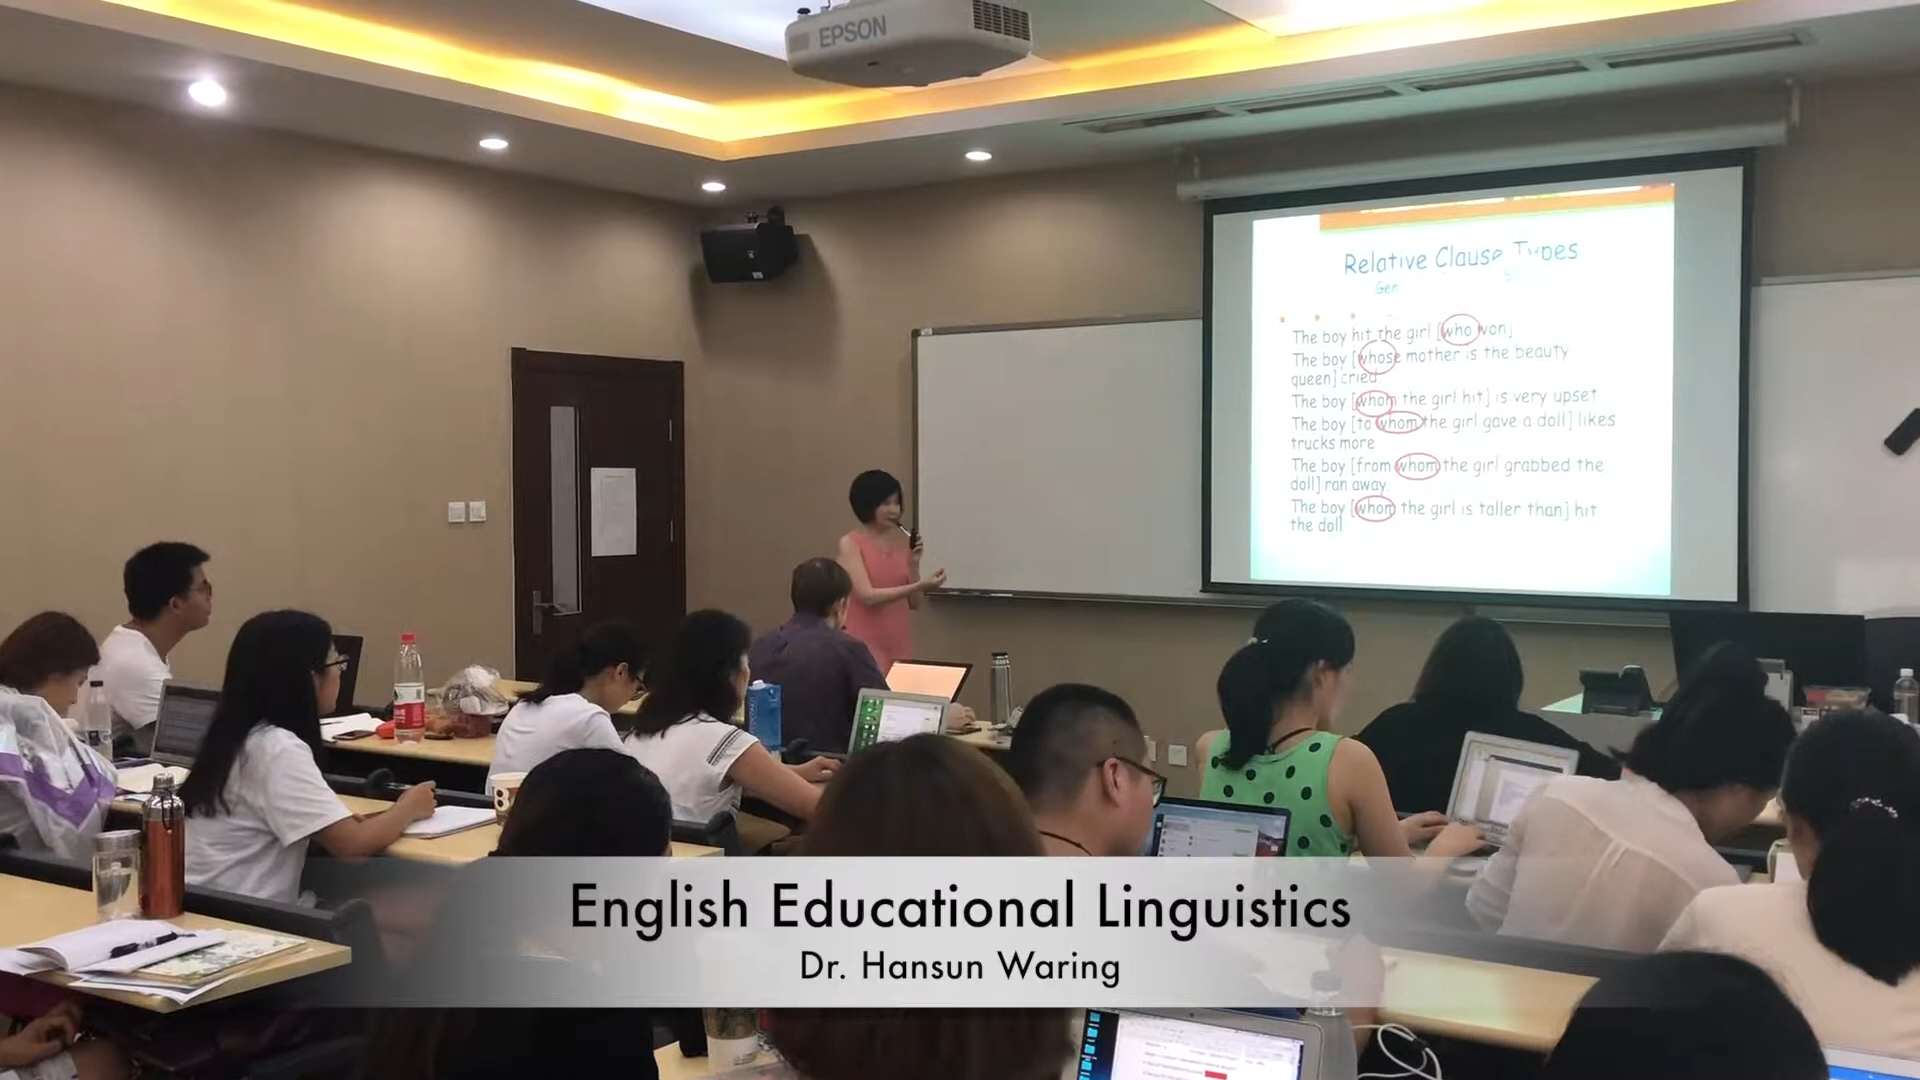 EPSON
Relative Clause Types
Gen
The boy hit the girl [who won]
The boy [whose mother is the beauty
queen] cried.
The boy [whom the girl hit] is very upset
The boy [to whom the girl gave a doll] likes
trucks more
The boy [from whom the girl grabbed the
doll] ran away.
The boy [whom the girl is taller than] hit
the doll
English Educational Linguistics
Dr. Hansun Waring